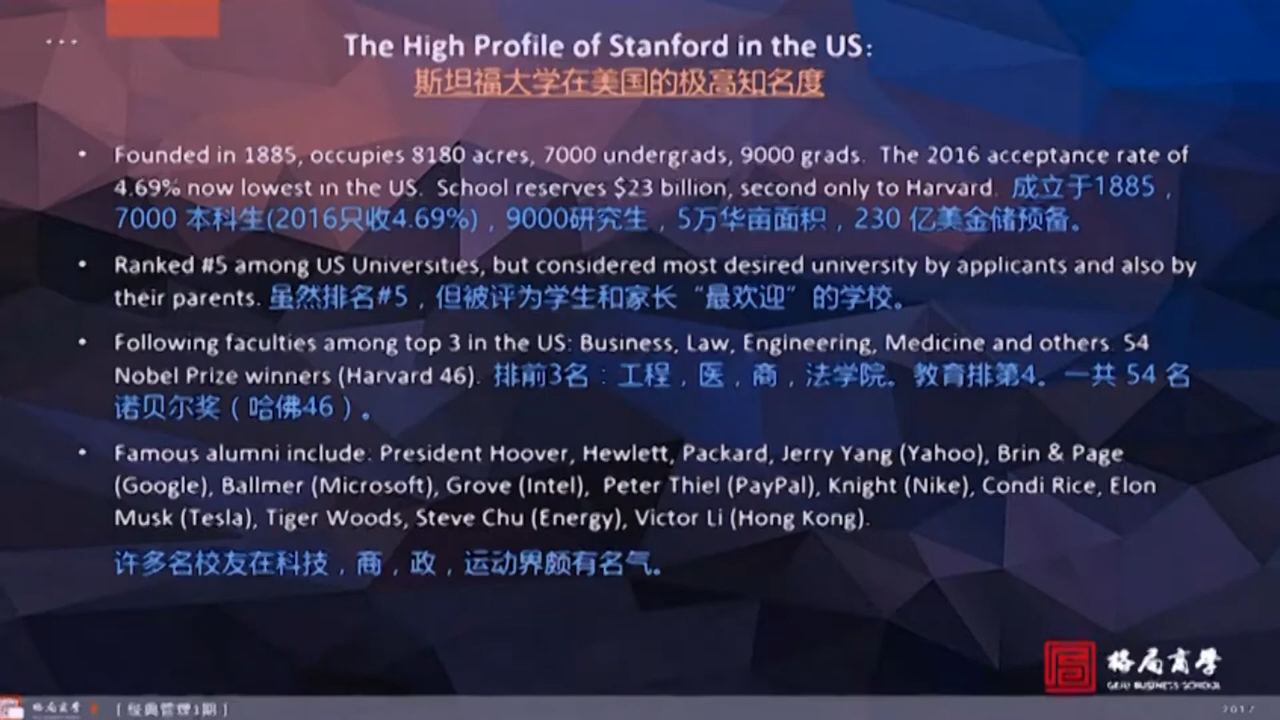 The High Profile of Stanford in the US:
斯坦福大学在美国的极高知名度
• Founded in 1885, occupies 8180 acres, 7000 undergrads, 9000 grads. The 2016 acceptance rate of
4.69% now lowest in the US. School reserves $23 billion, second only to Harvard. 成立于1885，
7000 本科生(2016只收4.69%)，9000研究生，5万华亩面积，230 亿美金储预备。
• Ranked #5 among US Universities, but considered most desired university by applicants and also by
their parents. 虽然排名#5，但被评为学生和家长“最欢迎”的学校。
• Following faculties among top 3 in the US: Business, Law, Engineering, Medicine and others. 54
Nobel Prize winners (Harvard 46). 排前3名：工程，医，商，法学院。教育排第4。一共 54 名
诺贝尔奖（哈佛46）。
• Famous alumni include: President Hoover, Hewlett, Packard, Jerry Yang (Yahoo), Brin & Page
(Google), Ballmer (Microsoft), Grove (Intel), Peter Thiel (PayPal), Knight (Nike), Condi Rice, Elon
Musk (Tesla), Tiger Woods, Steve Chu (Energy), Victor Li (Hong Kong).
许多名校友在科技，商，政，运动界颇有名气。
格局商學
GEJU BUSINESS SCHOOL
格局商學 [经典管理1期]
2017